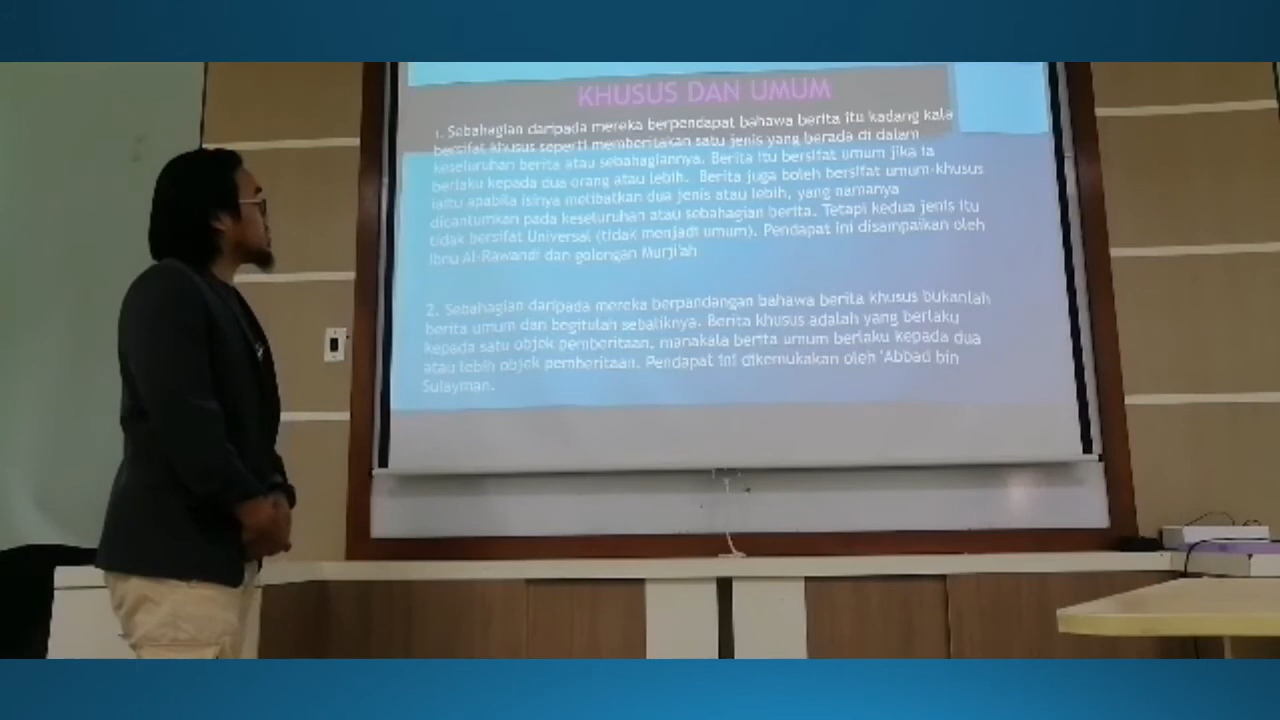 KHUSUS DAN UMUM
1. Sebahagian daripada mereka berpendapat bahawa berita itu kadang kala
bersifat khusus seperti memberitakan satu jenis yang berada di dalam
keseluruhan berita atau sebahagiannya. Berita itu bersifat umum jika ia
berlaku kepada dua orang atau lebih. Berita juga boleh bersifat umum-khusus
iaitu apabila isinya melibatkan dua jenis atau lebih, yang namanya
dicantumkan pada keseluruhan atau sebahagian berita. Tetapi kedua jenis itu
tidak bersifat Universal (tidak menjadi umum). Pendapat ini disampaikan oleh
Ibnu Al-Rawandi dan golongan Murji'ah
2. Sebahagian daripada mereka berpandangan bahawa berita khusus bukanlah
berita umum dan begitulah sebaliknya. Berita khusus adalah yang berlaku
kepada satu objek pemberitaan, manakala berita umum berlaku kepada dua
atau lebih objek pemberitaan. Pendapat ini dikemukakan oleh 'Abbad bin
Sulayman.